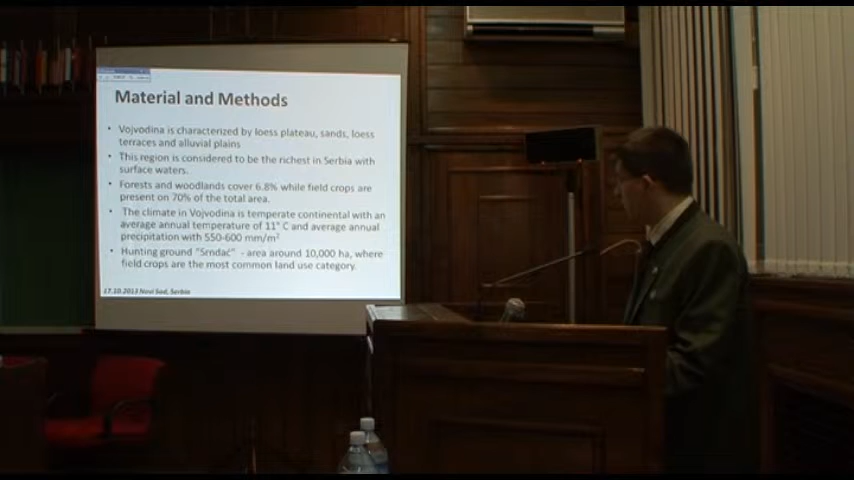 Material and Methods
• Vojvodina is characterized by loess plateau, sands, loess
terraces and alluvial plains
• This region is considered to be the richest in Serbia with
surface waters.
• Forests and woodlands cover 6.8% while field crops are
present on 70% of the total area.
• The climate in Vojvodina is temperate continental with an
average annual temperature of 11° C and average annual
precipitation with 550-600 mm/m²
• Hunting ground "Srndać" - area around 10,000 ha, where
field crops are the most common land use category.
17.10.2013 Novi Sad, Serbia